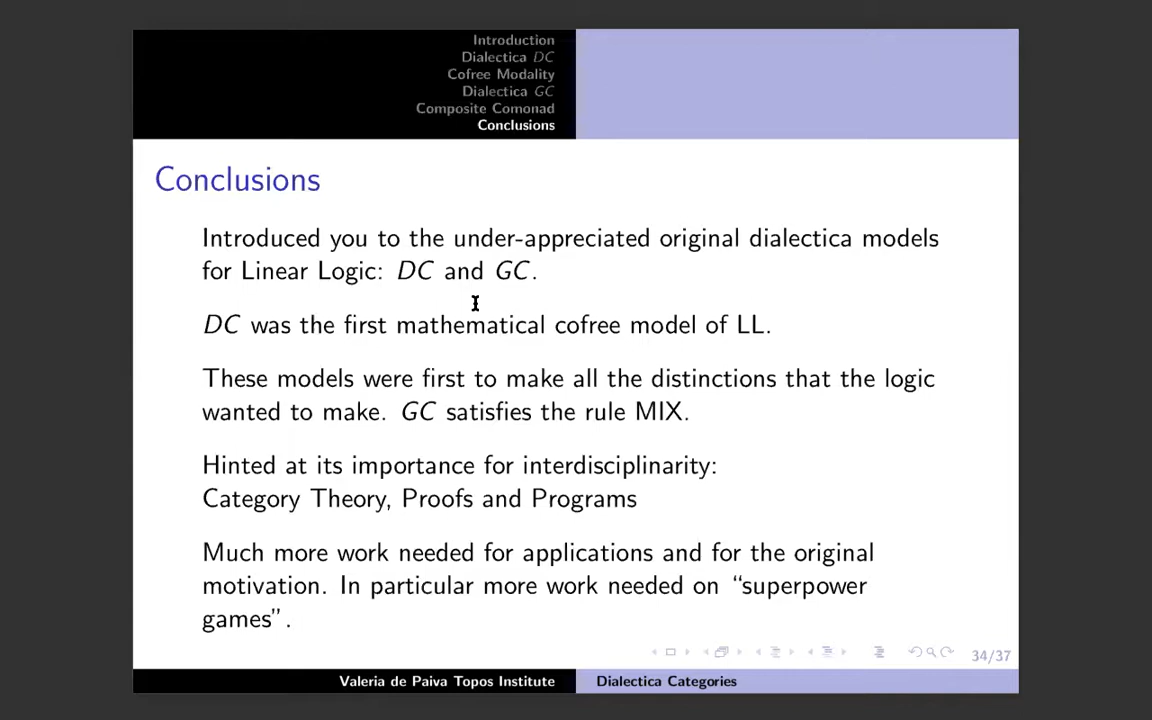 Introduction
Dialectica DC
Cofree Modality
Dialectica GC
Composite Comonad
Conclusions
Conclusions
Introduced you to the under-appreciated original dialectica models
for Linear Logic: DC and GC.
DC was the first mathematical cofree model of LL.
These models were first to make all the distinctions that the logic
wanted to make. GC satisfies the rule MIX.
Hinted at its importance for interdisciplinarity:
Category Theory, Proofs and Programs
Much more work needed for applications and for the original
motivation. In particular more work needed on “superpower
games”.
34/37
Valeria de Paiva Topos Institute
Dialectica Categories